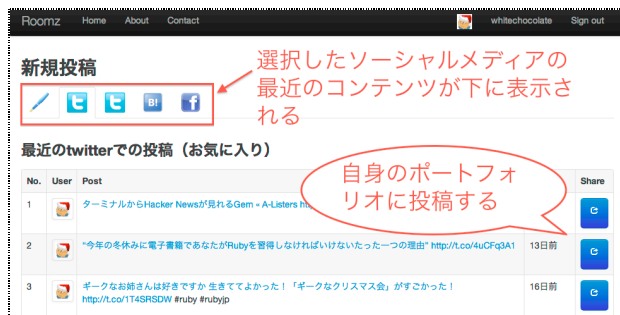 Roomz Home About Contact whitechocolate Sign out
新規投稿
選択したソーシャルメディアの
最近のコンテンツが下に表示さ
れる
B!
最近のtwitterでの投稿（お気に入り）
自身のポートフォ
リオに投稿する
No. User Post Share
1 ターミナルからHacker Newsが見れるGem « A-Listers
2 "今年の冬休みに電子書籍であなたがRubyを習得しなければいけないたった一つの理由" http://t.co/4uCFq3A1 13日前
3 ギークなお姉さんは好きですか 生きててよかった！「ギークなクリスマス会」がすごかった！ 16日前
http://t.co/1T4SRSDW #ruby #rubyjp